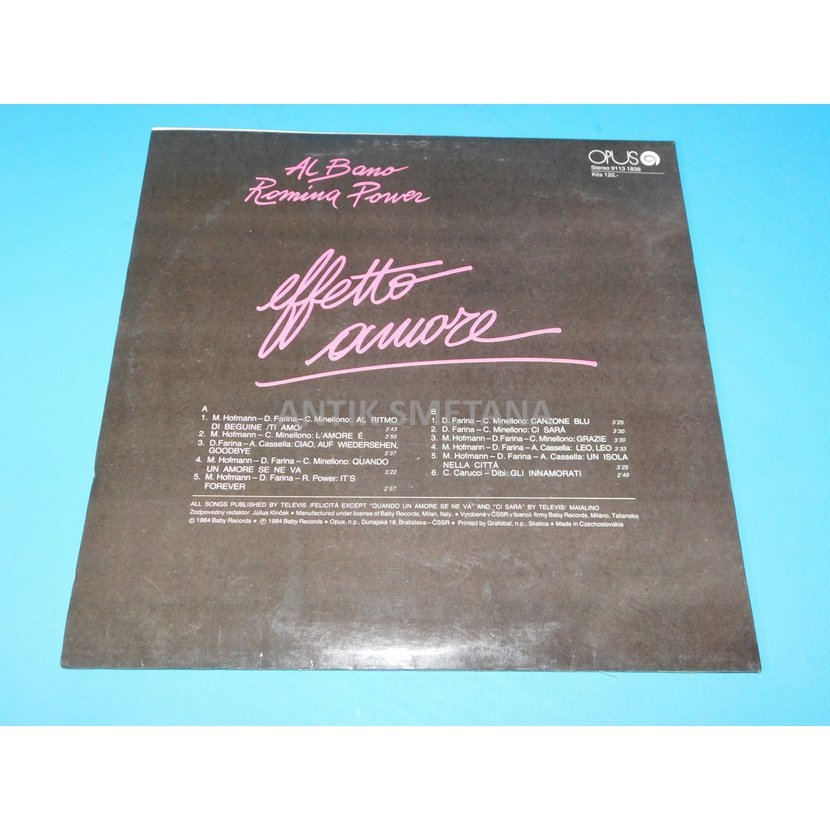 Al Bano
Romina Power
OPUS
Stereo 9113 1838
Kčs 120,-
effetto
amore
ANTIK SMETANA
A
1. M. Hofmann – D. Farina – C. Minellono: AL RITMO
DI BEGUINE /TI AMO/ 3'43
2. M. Hofmann – C. Minellono: L'AMORE É 3'55
3. D.Farina – A. Cassella: CIAO, AUF WIEDERSEHEN,
GOODBYE 3'37
4. M. Hofmann – D. Farina – C. Minellono: QUANDO
UN AMORE SE NE VA 3'22
5. M. Hofmann – D. Farina – R. Power: IT'S
FOREVER 2'57
B
1. D. Farina – C. Minellono: CANZONE BLU 3'25
2. D. Farina – C. Minellono: CI SARÀ 3'30
3. M. Hofmann – D. Farina – C. Minellono: GRAZIE 3'30
4. M. Hofmann – D. Farina – A. Cassella: LEO, LEO 3'33
5. M. Hofmann – D. Farina – A. Cassella: UN ISOLA
NELLA CITTÁ 3'25
6. C. Carucci – Dibi: GLI INNAMORATI 2'49
ALL SONGS PUBLISHED BY TELEVIS /FELICITÀ EXCEPT "QUANDO UN AMORE SE NE VA" AND "CI SARÀ" BY TELEVIS/ MAIALINO
Zodpovedný redaktor: Július Kinček • Manufactured under license of Baby Records, Milan, Italy. • Vyrobené v ČSSR v licencii firmy Baby Records, Miláno, Taliansko
© 1984 Baby Records • ℗ 1984 Baby Records • Opus, n.p., Dunajská 18, Bratislava – ČSSR • Printed by Grafobal, n.p., Skalica • Made in Czechoslovakia